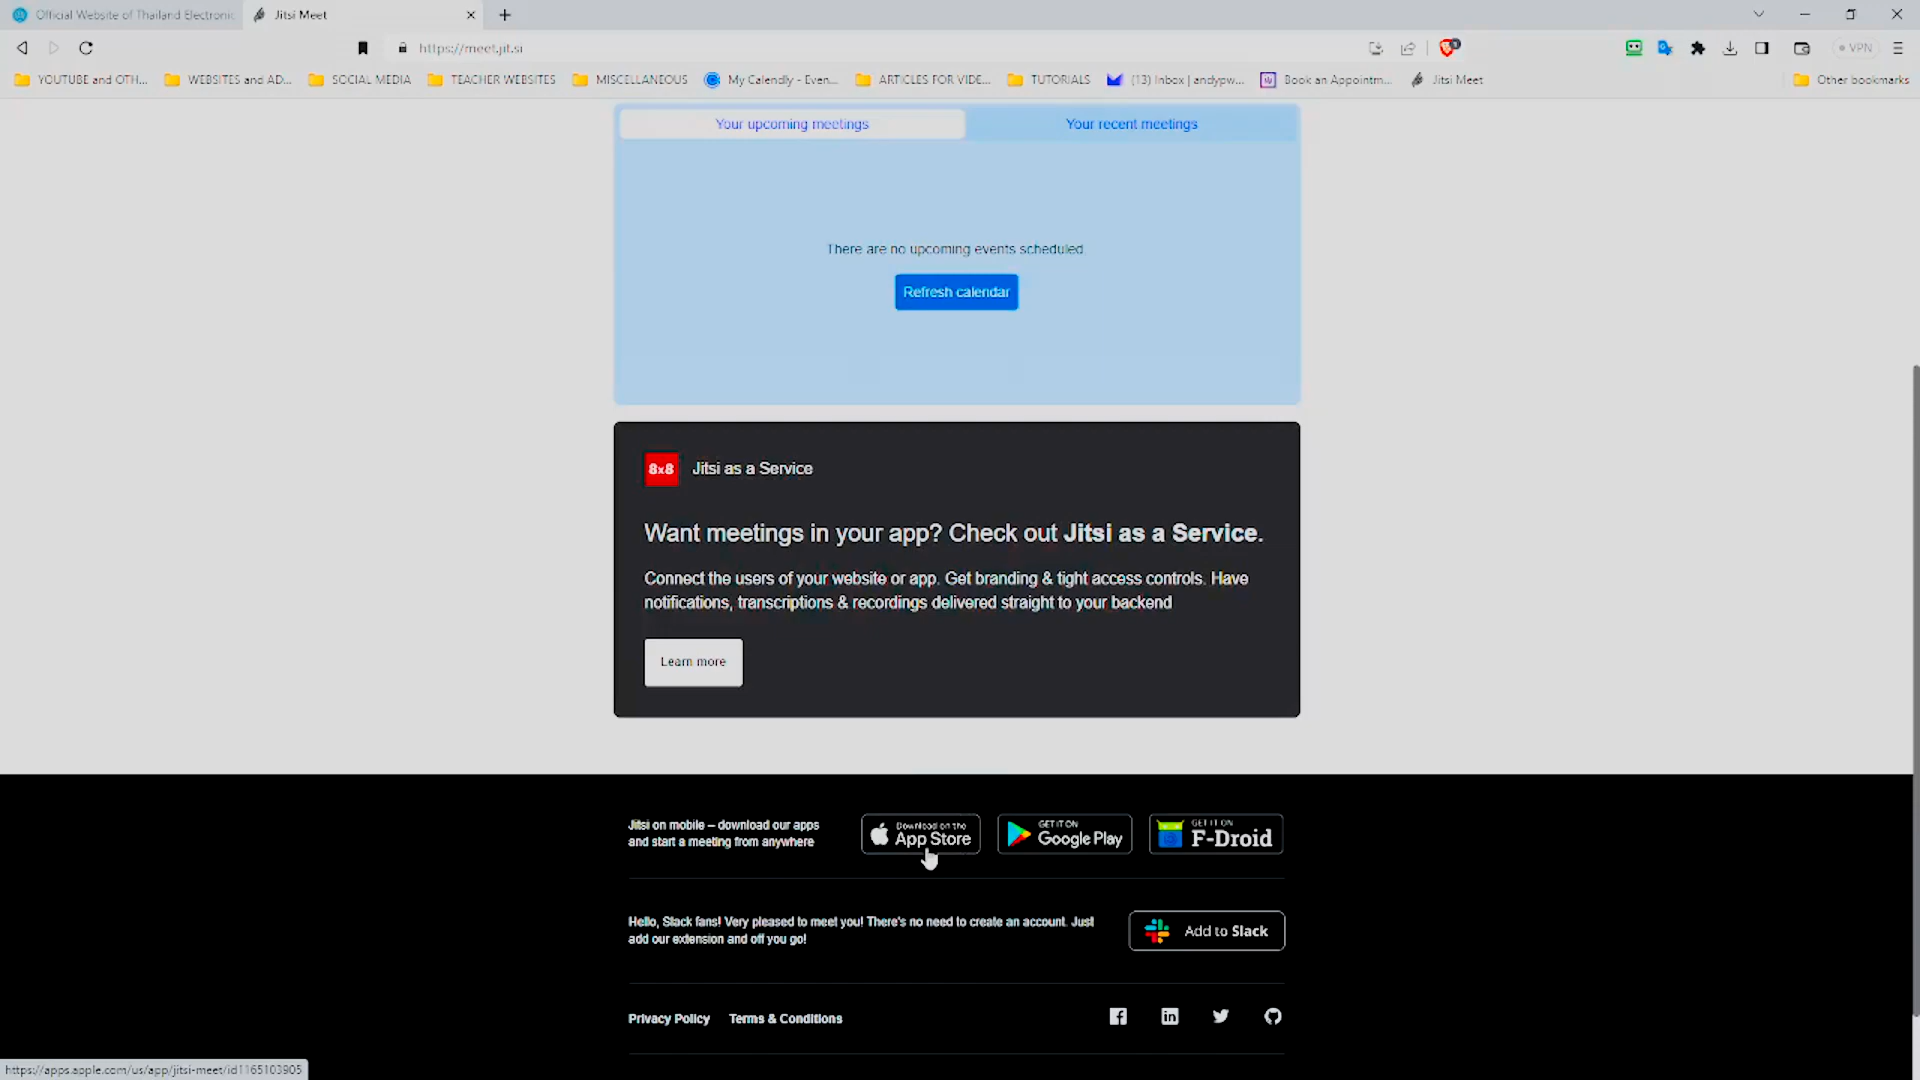 Official Website of Thailand Electronic
Jitsi Meet
https://meet.jit.si
VPN
YOUTUBE and OTH...
WEBSITES and AD...
SOCIAL MEDIA
TEACHER WEBSITES
MISCELLANEOUS
My Calendly - Even...
ARTICLES FOR VIDE...
TUTORIALS
(13) Inbox | andypw...
Book an Appointm...
Jitsi Meet
Other bookmarks
Your upcoming meetings
Your recent meetings
There are no upcoming events scheduled
Refresh calendar
8x8
Jitsi as a Service
Want meetings in your app? Check out Jitsi as a Service.
Connect the users of your website or app. Get branding & tight access controls. Have
notifications, transcriptions & recordings delivered straight to your backend
Learn more
Jitsi on mobile – download our apps
and start a meeting from anywhere
Download on the
App Store
GET IT ON
Google Play
GET IT ON
F-Droid
Hello, Slack fans! Very pleased to meet you! There's no need to create an account. Just
add our extension and off you go!
Add to Slack
Privacy Policy
Terms & Conditions
https://apps.apple.com/us/app/jitsi-meet/id1165103905